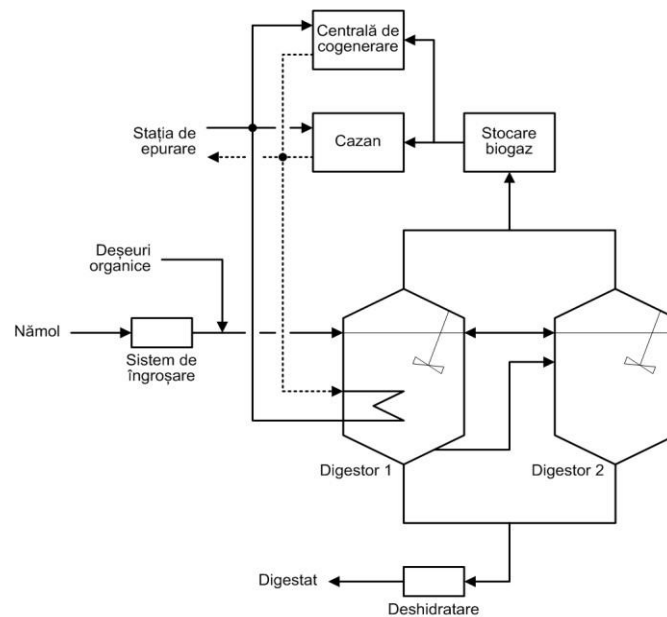 Centrală de
cogenerare
Stația de
epurare
Cazan
Stocare
biogaz
Deșeuri
organice
Nămol
Sistem de
îngroșare
Digestor 1
Digestor 2
Digestat
Deshidratare